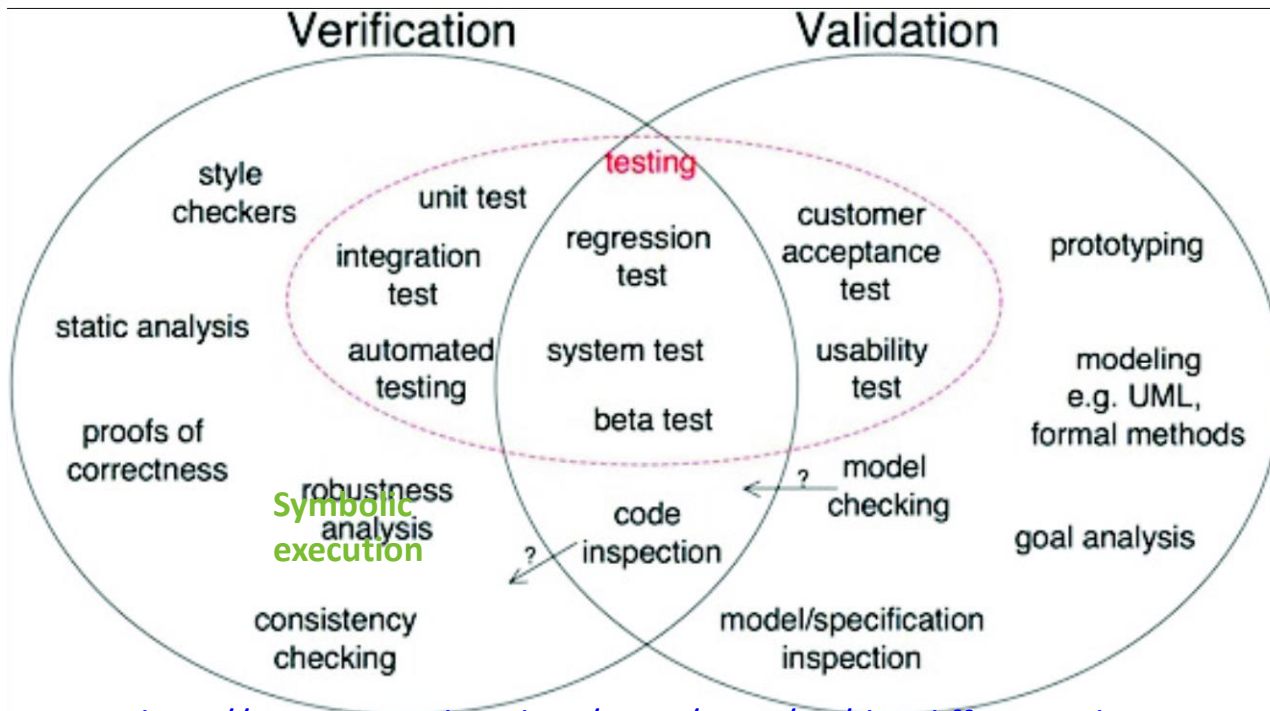 Verification
Validation
style
checkers
unit test
testing
integration
test
regression
test
customer
acceptance
test
prototyping
static analysis
automated
testing
system test
usability
test
modeling
e.g. UML,
formal methods
beta test
proofs of
correctness
robustness
analysis
Symbolic
execution
?
model
checking
code
inspection
?
goal analysis
consistency
checking
model/specification
inspection